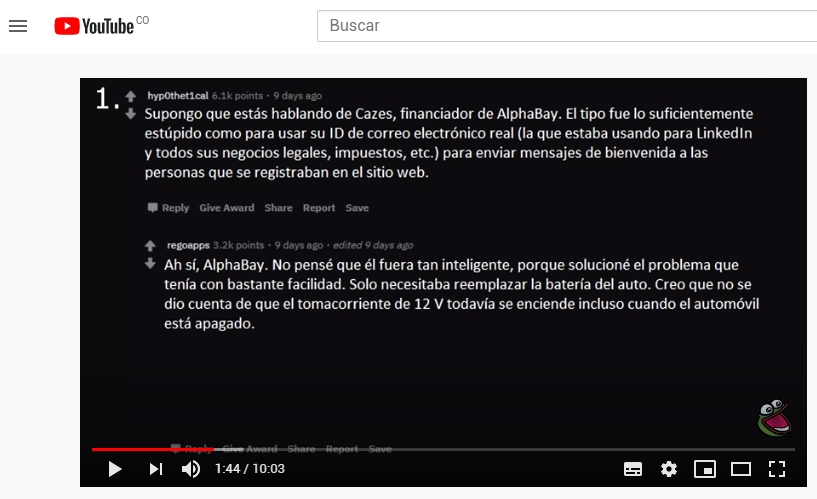 YouTube CO
Buscar
1.
hyp0thet1cal 6.1k points · 9 days ago
Supongo que estás hablando de Cazes, financiador de AlphaBay. El tipo fue lo suficientemente
estúpido como para usar su ID de correo electrónico real (la que estaba usando para LinkedIn
y todos sus negocios legales, impuestos, etc.) para enviar mensajes de bienvenida a las
personas que se registraban en el sitio web.
Reply Give Award Share Report Save
regoapps 3.2k points · 9 days ago · edited 9 days ago
Ah sí, AlphaBay. No pensé que él fuera tan inteligente, porque solucioné el problema que
tenía con bastante facilidad. Solo necesitaba reemplazar la batería del auto. Creo que no se
dio cuenta de que el tomacorriente de 12 V todavía se enciende incluso cuando el automóvil
está apagado.
Reply Give Award Share Report Save
1:44 / 10:03